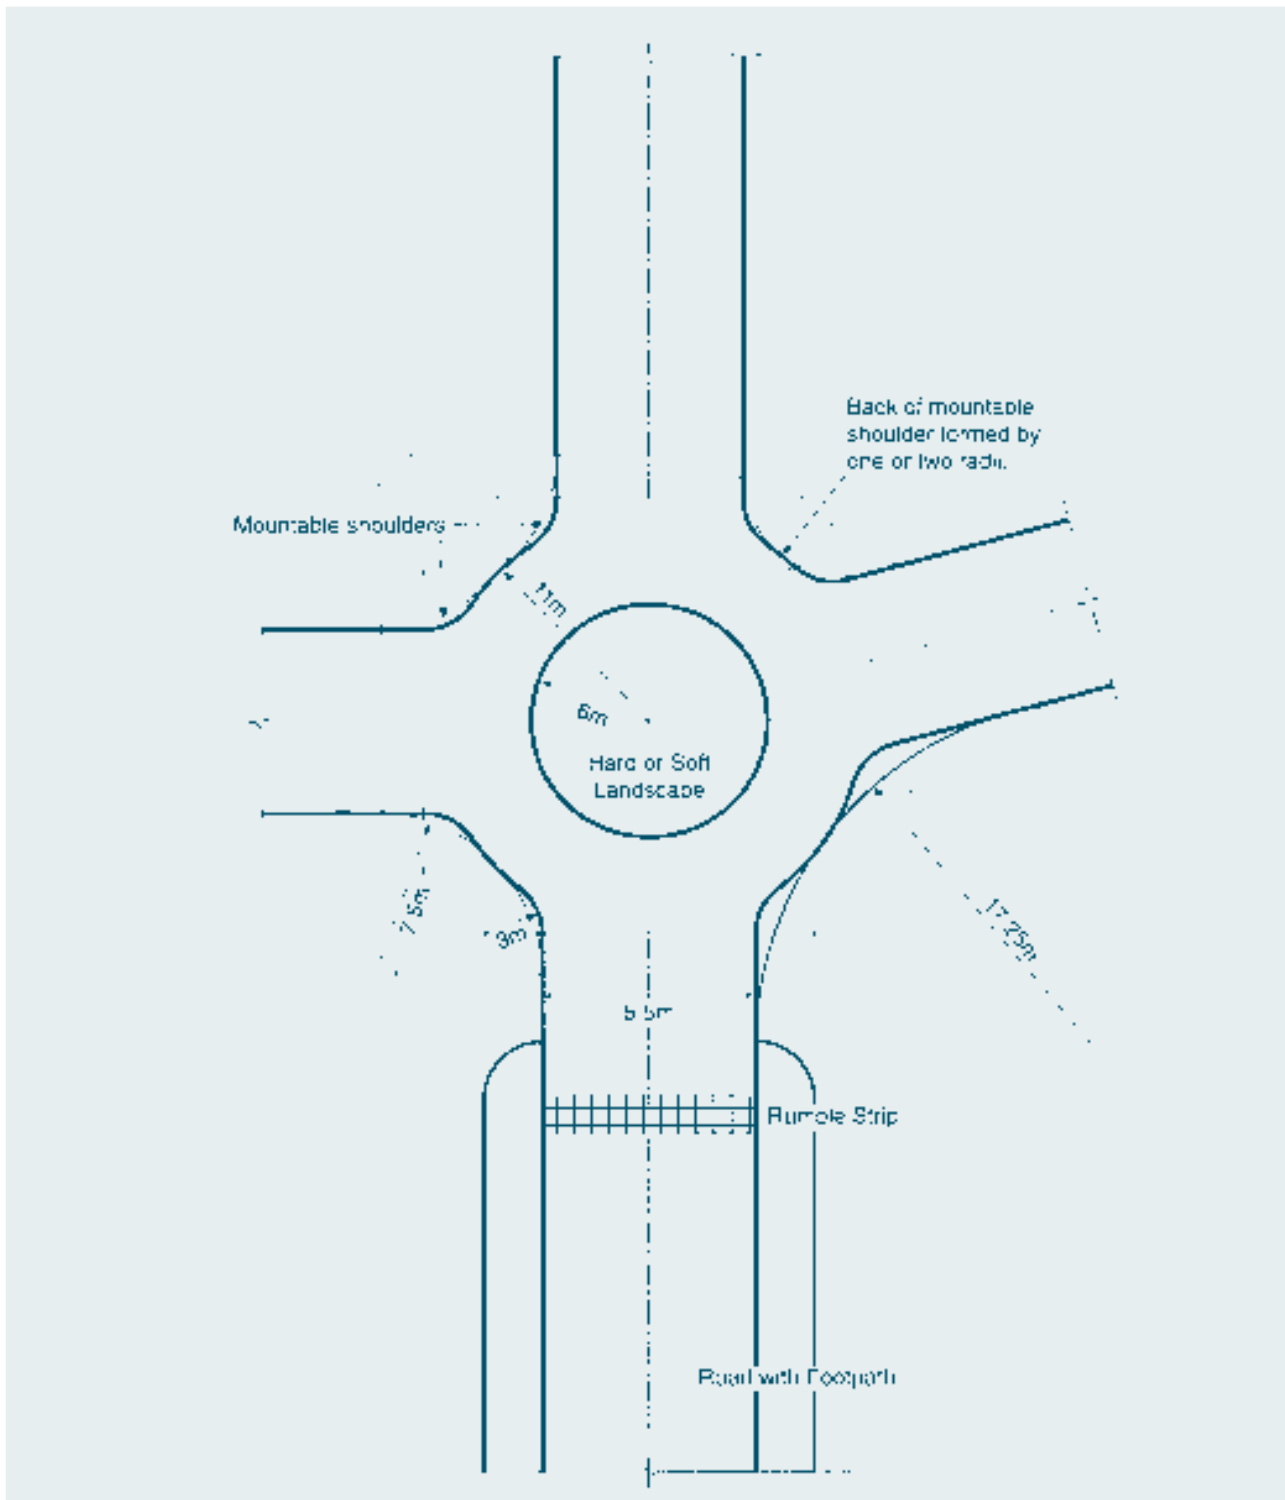 Back of mountable
shoulder formed by
one or two radii.
Mountable shoulders
11m
6m
Hard or Soft
Landscape
7.5m
3m
17.25m
5.5m
Rumble Strip
Road with Footpath